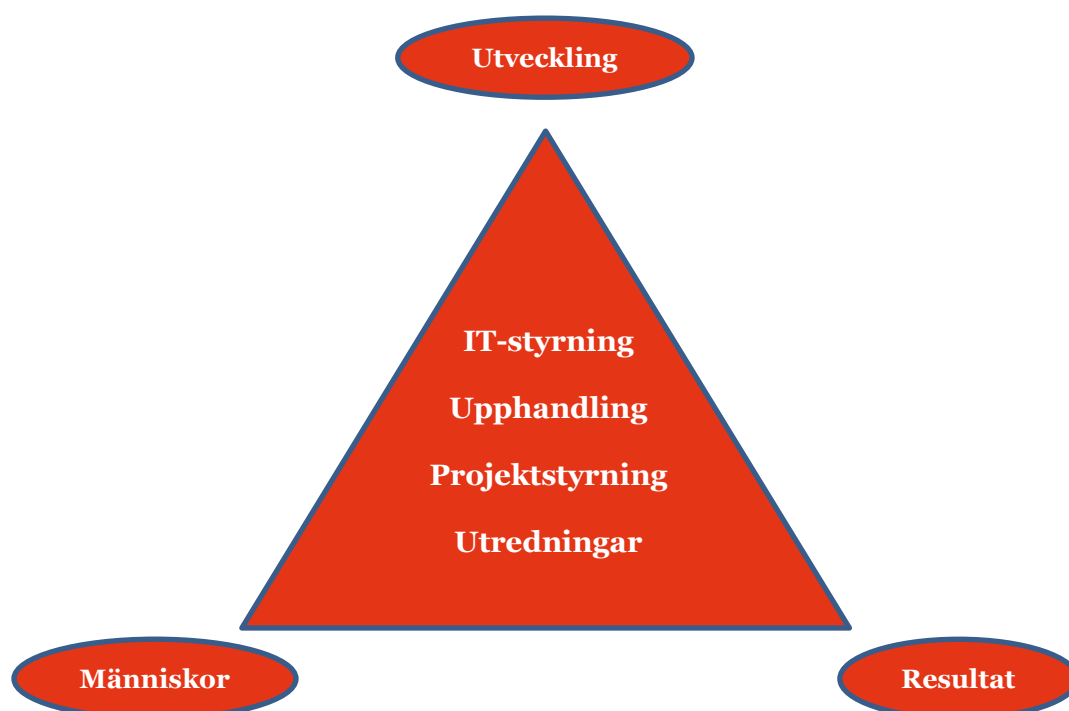 Utveckling
IT-styrning
Upphandling
Projektstyrning
Utredningar
Människor
Resultat